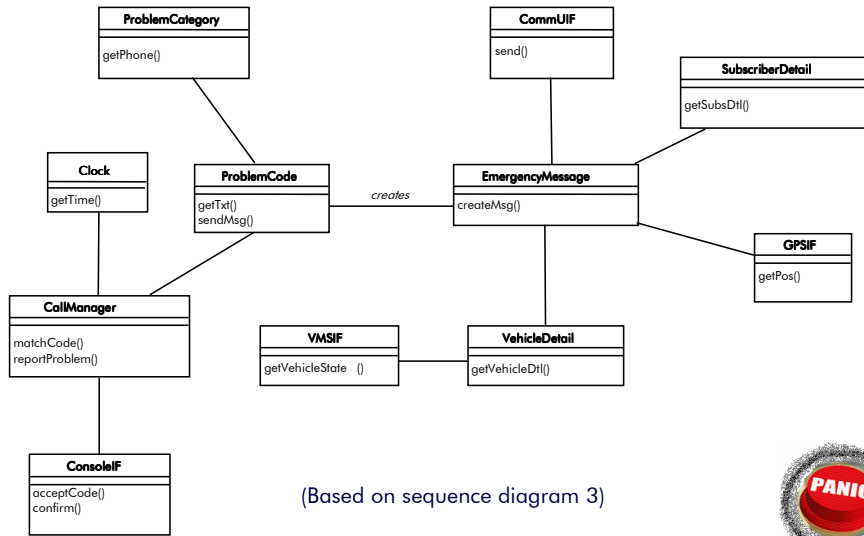 ProblemCategory
getPhone()
CommUIF
send()
SubscriberDetail
getSubsDtl()
Clock
getTime()
ProblemCode
getTxt()
sendMsg()
creates
EmergencyMessage
createMsg()
GPSIF
getPos()
CallManager
matchCode()
reportProblem()
VMSIF
getVehicleState ()
VehicleDetail
getVehicleDtl()
ConsoleIF
acceptCode()
confirm()
(Based on sequence diagram 3)
PANIC